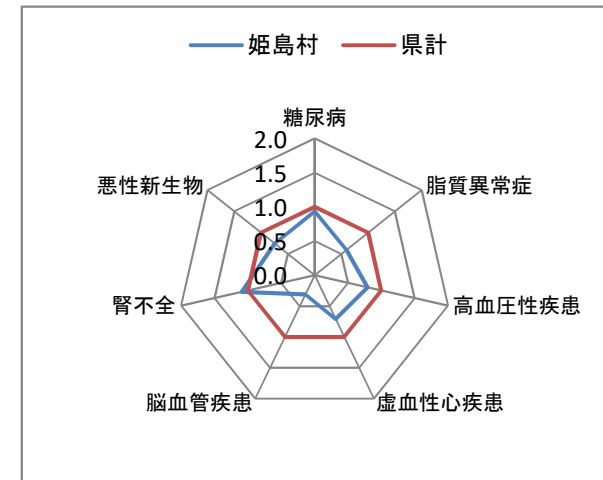 姫島村 県計
糖尿病
2.0
1.5
1.0
0.5
0.0
脂質異常症
高血圧性疾患
虚血性心疾患
脳血管疾患
腎不全
悪性新生物